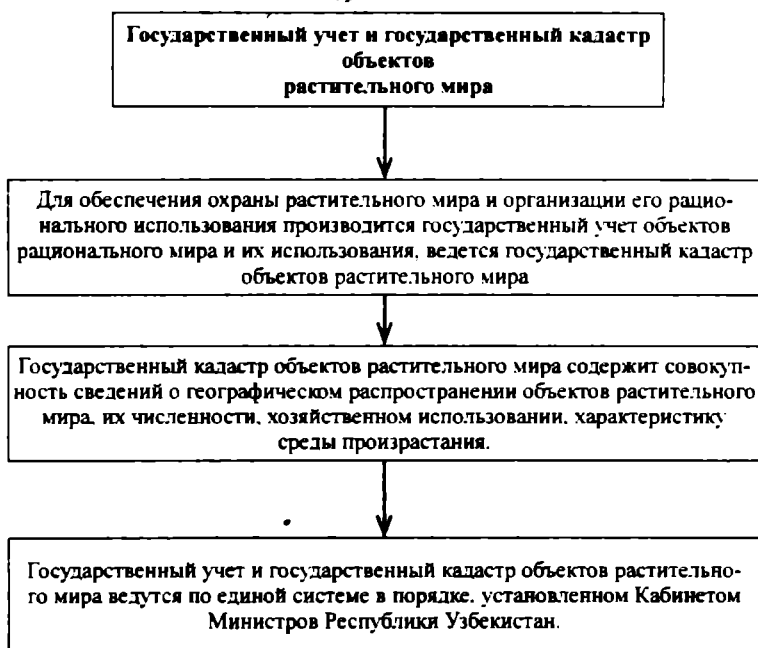 Государственный учет и государственный кадастр
объектов
растительного мира
Для обеспечения охраны растительного мира и организации его рацио-
нального использования производится государственный учет объектов
рационального мира и их использования, ведется государственный кадастр
объектов растительного мира
Государственный кадастр объектов растительного мира содержит совокуп-
ность сведений о географическом распространении объектов растительного
мира, их численности, хозяйственном использовании, характеристику
среды произрастания.
Государственный учет и государственный кадастр объектов растительно-
го мира ведутся по единой системе в порядке, установленном Кабинетом
Министров Республики Узбекистан.